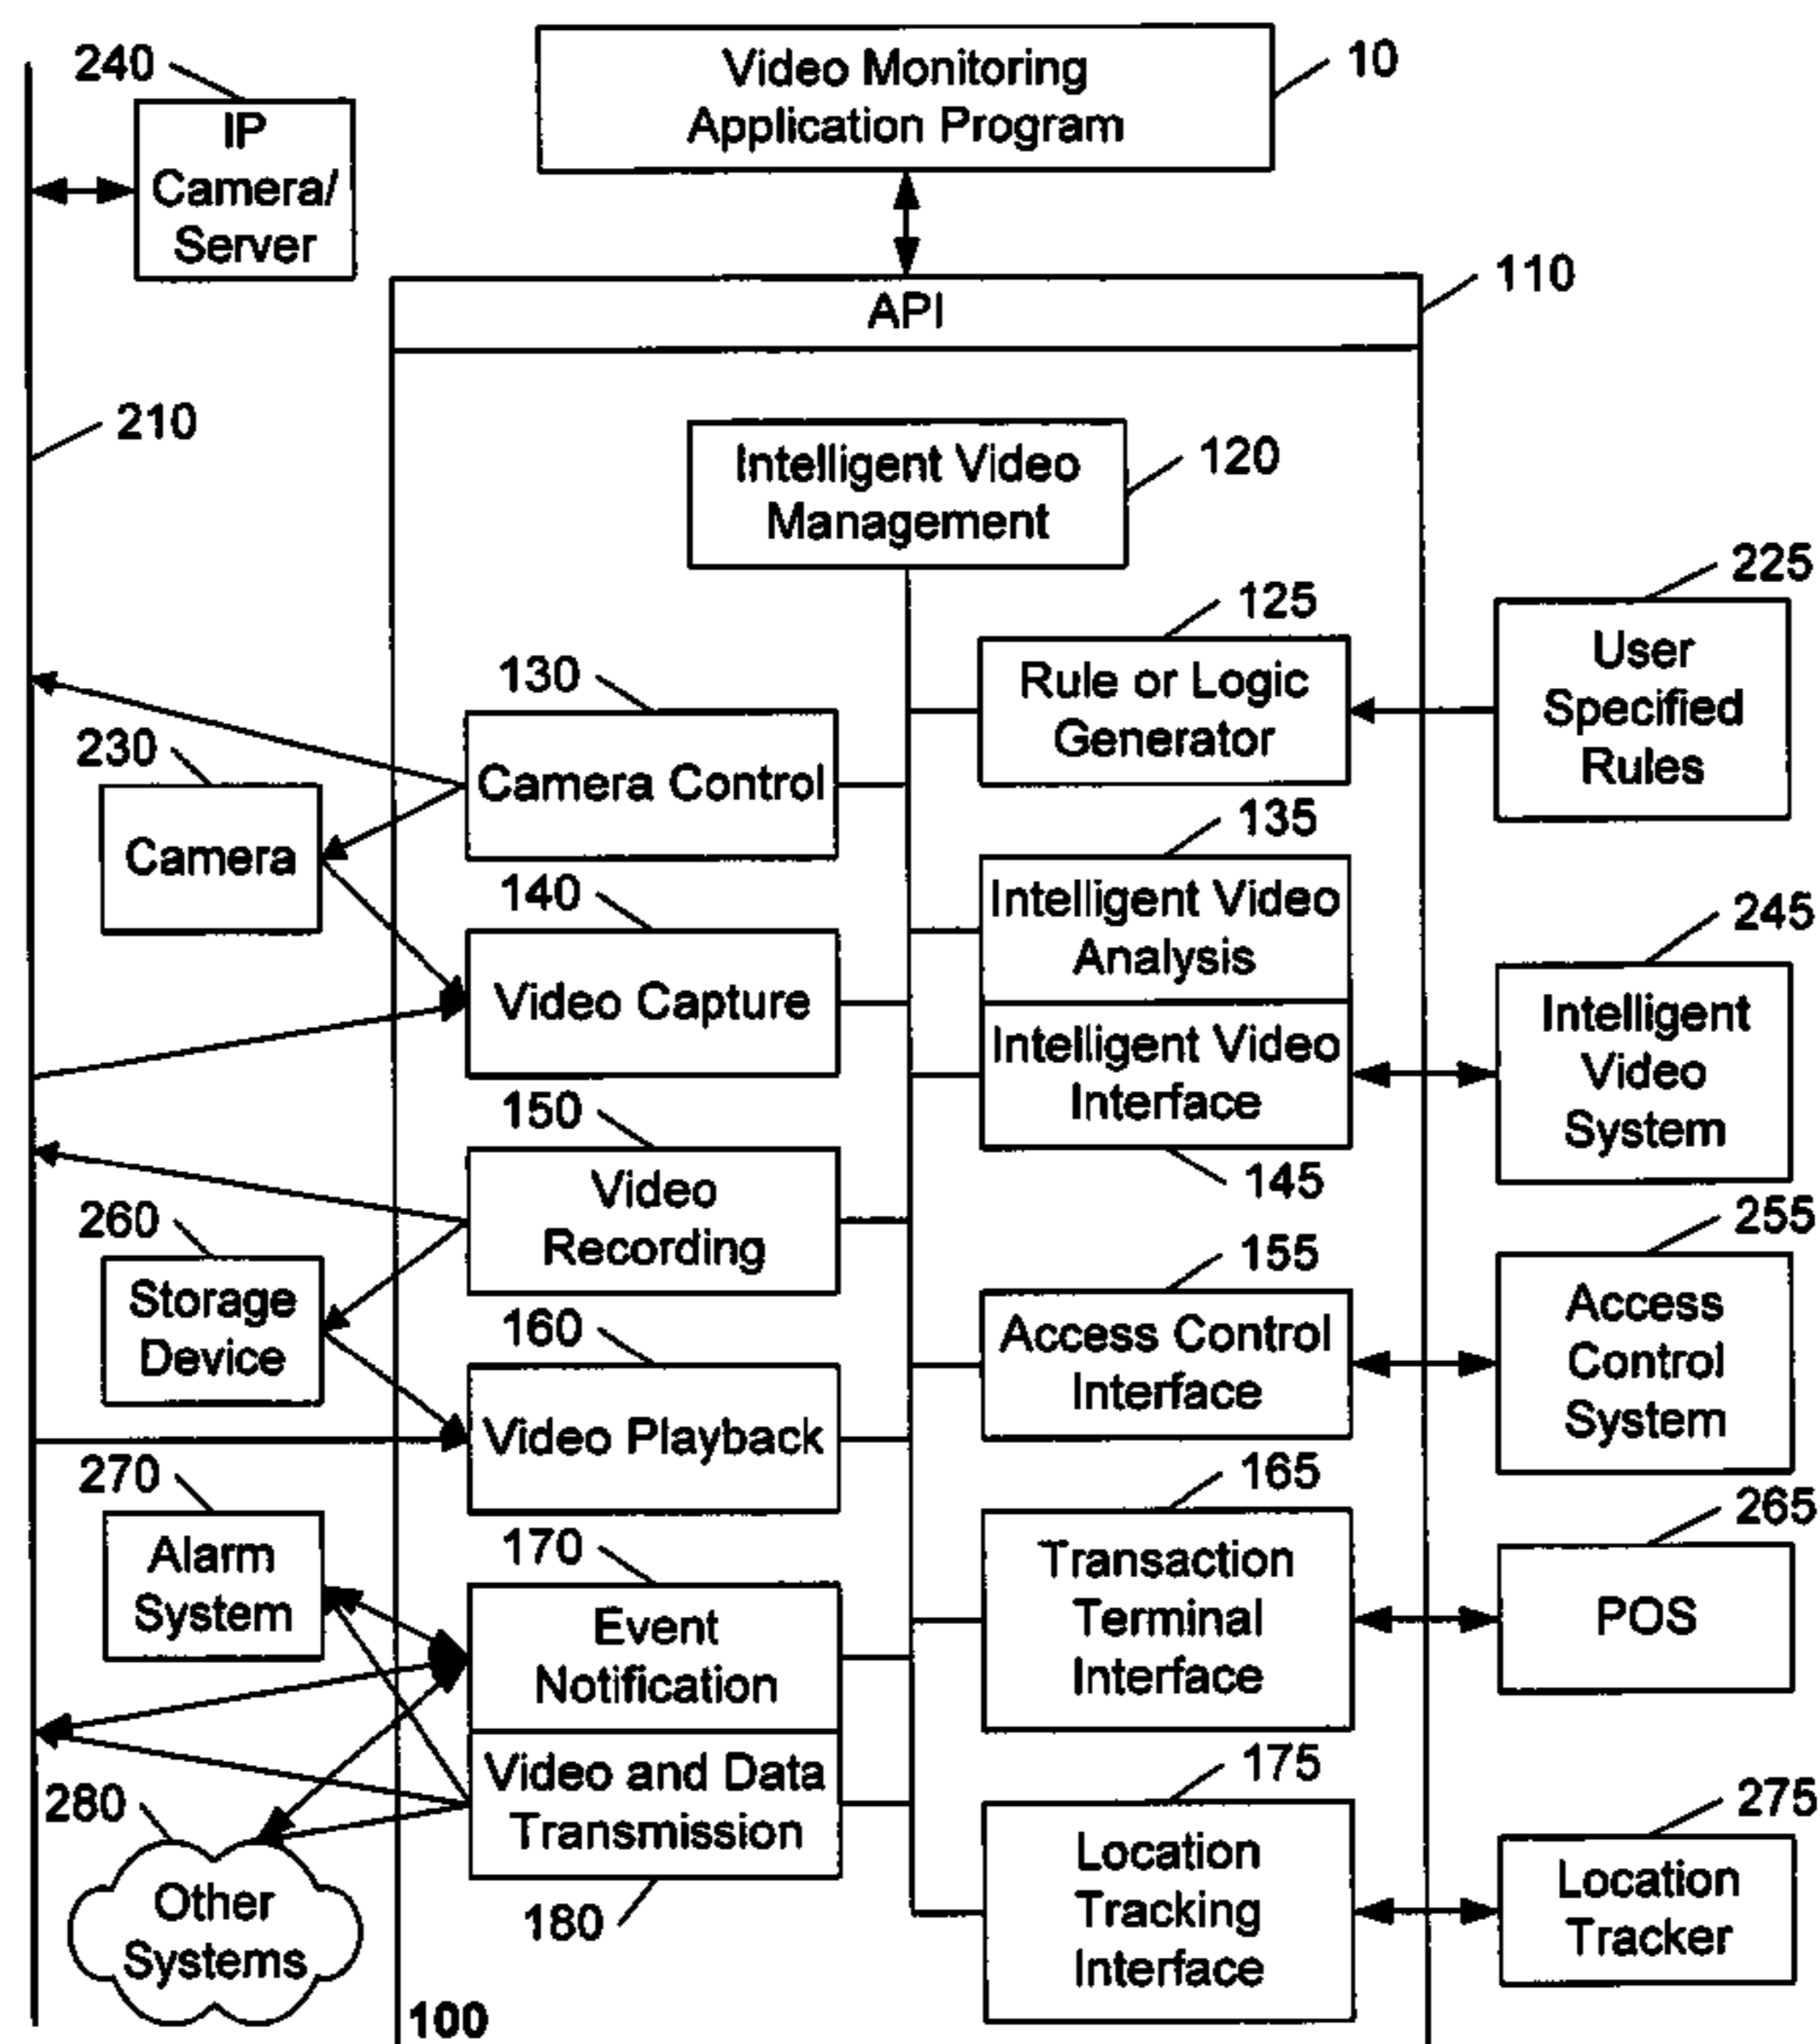 240
IP
Camera/
Server
Video Monitoring
Application Program
10
API
110
210
Intelligent Video
Management
120
125
Rule or Logic
Generator
225
User
Specified
Rules
130
Camera Control
230
Camera
135
Intelligent Video
Analysis
140
Video Capture
Intelligent Video
Interface
145
245
Intelligent
Video
System
150
Video
Recording
260
Storage
Device
155
Access Control
Interface
255
Access
Control
System
160
Video Playback
165
Transaction
Terminal
Interface
265
POS
270
Alarm
System
170
Event
Notification
Video and Data
Transmission
180
175
Location
Tracking
Interface
275
Location
Tracker
280
Other
Systems
100